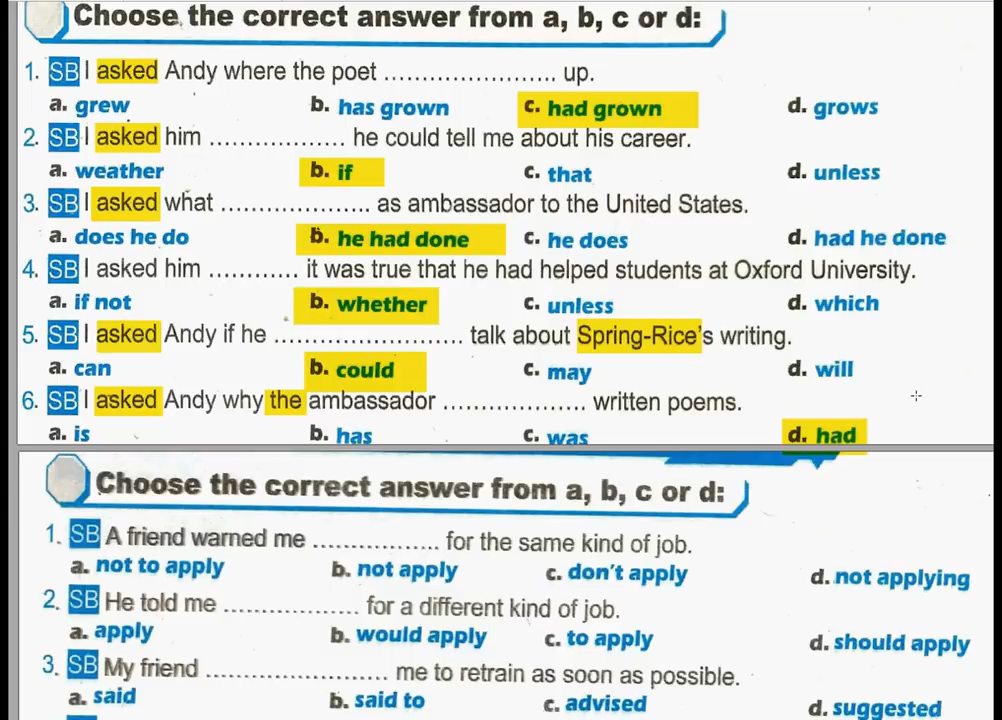 Choose the correct answer from a, b, c or d:
1. SB I asked Andy where the poet ........................ up.
a. grew b. has grown c. had grown d. grows
2. SB I asked him ................... he could tell me about his career.
a. weather b. if c. that d. unless
3. SB I asked what ..................... as ambassador to the United States.
a. does he do b. he had done c. he does d. had he done
4. SB I asked him ............. it was true that he had helped students at Oxford University.
a. if not b. whether c. unless d. which
5. SB I asked Andy if he ........................... talk about Spring-Rice's writing.
a. can b. could c. may d. will
6. SB I asked Andy why the ambassador .................... written poems.
a. is b. has c. was d. had
Choose the correct answer from a, b, c or d:
1. SB A friend warned me .................. for the same kind of job.
a. not to apply b. not apply c. don't apply d. not applying
2. SB He told me ................... for a different kind of job.
a. apply b. would apply c. to apply d. should apply
3. SB My friend .......................... me to retrain as soon as possible.
a. said b. said to c. advised d. suggested